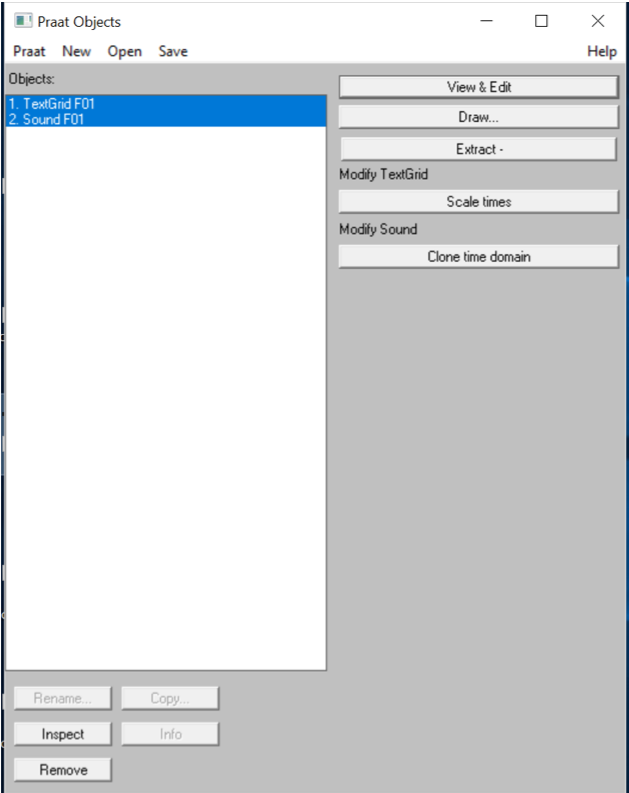 Praat Objects
Praat New Open Save Help
Objects:
1. TextGrid F01
2. Sound F01
View & Edit
Draw...
Extract -
Modify TextGrid
Scale times
Modify Sound
Clone time domain
Rename... Copy...
Inspect Info
Remove